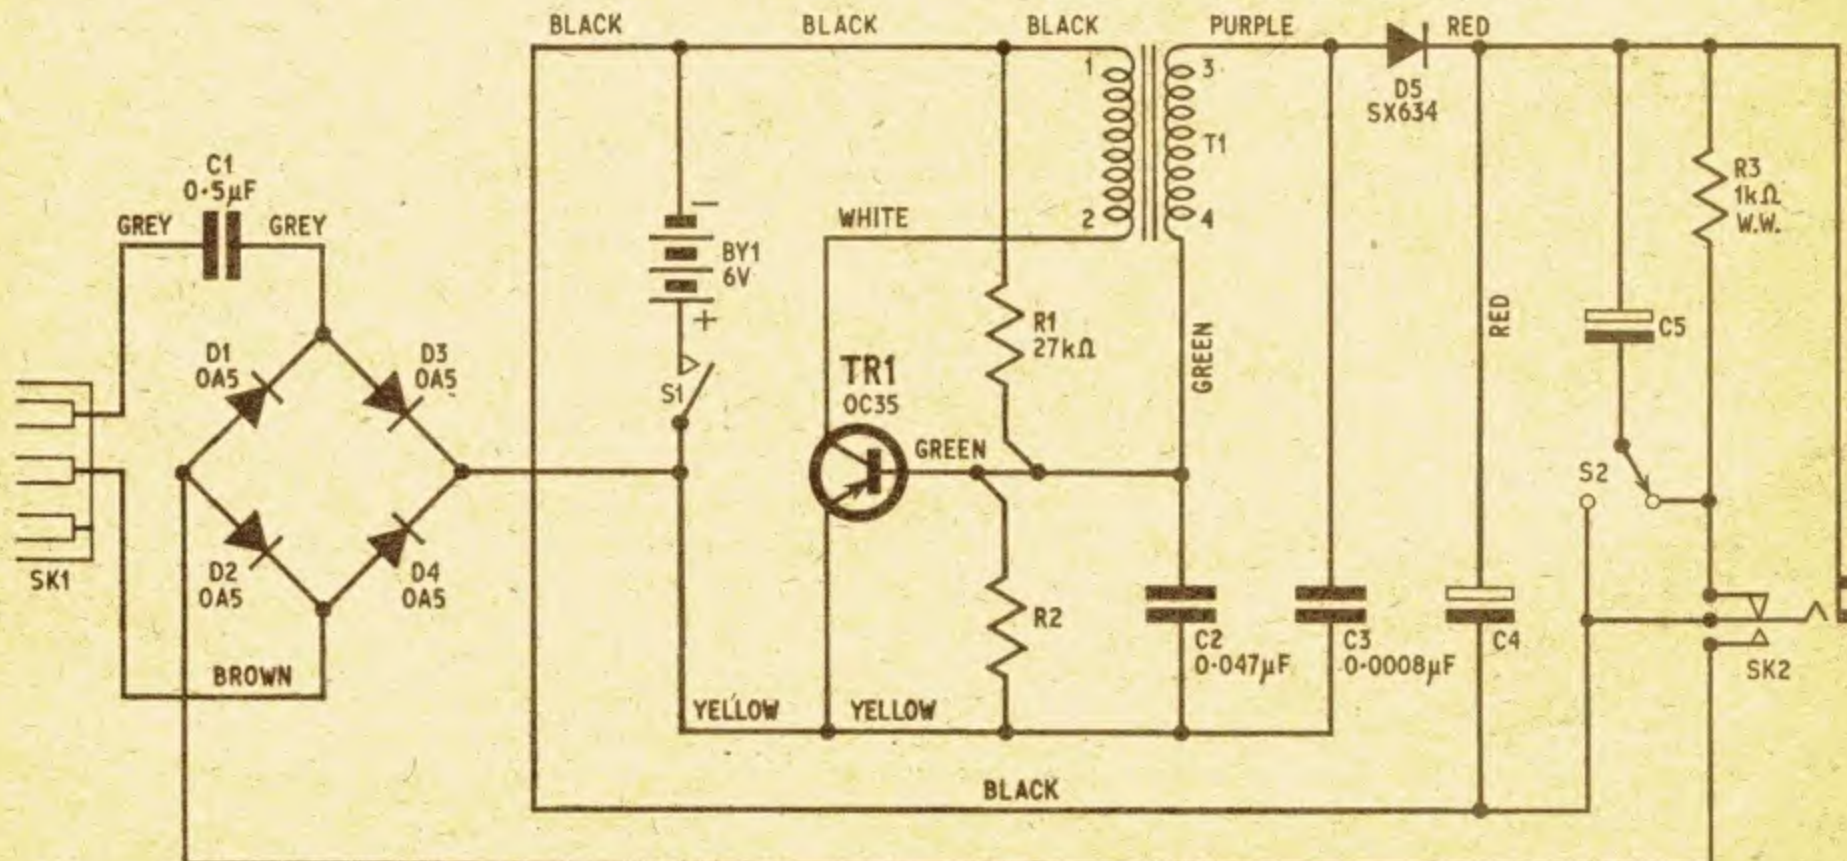 BLACK
BLACK
BLACK
PURPLE
RED
1
3
D5
SX634
T1
C1
0·5µF
GREY
GREY
R3
1kΩ
W.W.
WHITE
2
4
−
BY1
6V
+
RED
C5
R1
27kΩ
GREEN
D1
OA5
D3
OA5
TR1
OC35
S1
GREEN
S2
SK1
D2
OA5
D4
OA5
R2
C2
0·047µF
C3
0·0008µF
C4
SK2
BROWN
YELLOW
YELLOW
BLACK